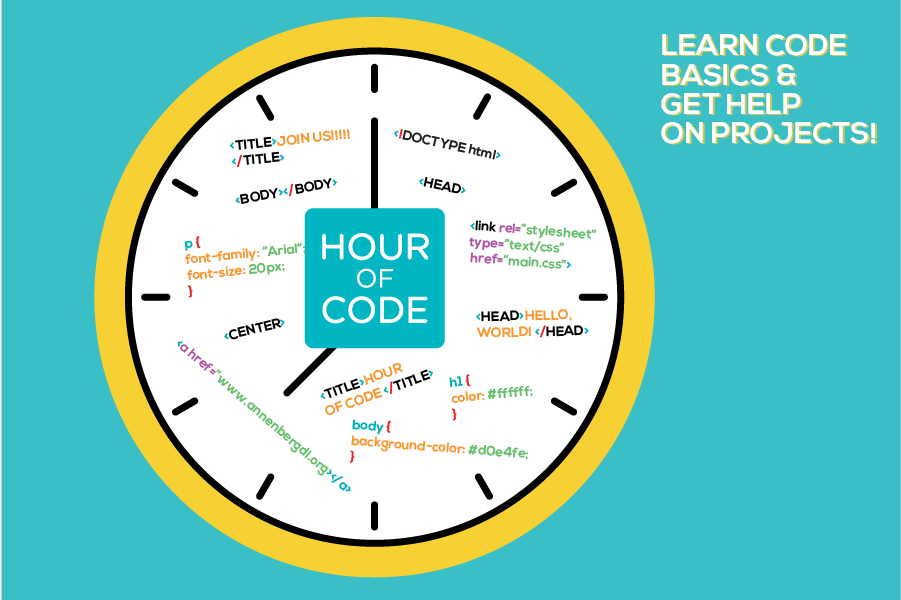 LEARN CODE
BASICS &
GET HELP
ON PROJECTS!
<TITLE>JOIN US!!!!!
</TITLE>
<!DOCTYPE html>
<BODY></BODY>
<HEAD>
p {
font-family: "Arial";
font-size: 20px;
}
<link rel="stylesheet"
type="text/css"
href="main.css">
HOUR
OF
CODE
<CENTER>
<HEAD>HELLO,
WORLD! </HEAD>
<a href="www.annenbergdl.org></a>
<TITLE>HOUR
OF CODE </TITLE>
h1 {
color: #ffffff;
}
body {
background-color: #d0e4fe;
}